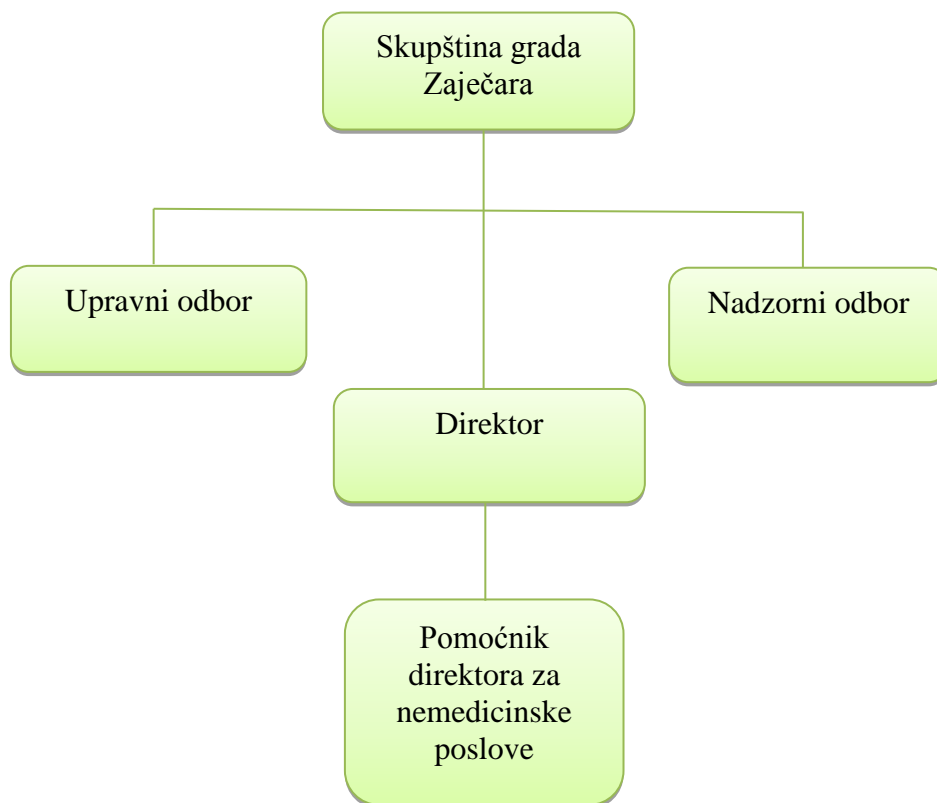 Skupština grada
Zaječara
Upravni odbor
Nadzorni odbor
Direktor
Pomoćnik
direktora za
nemedicinske
poslove